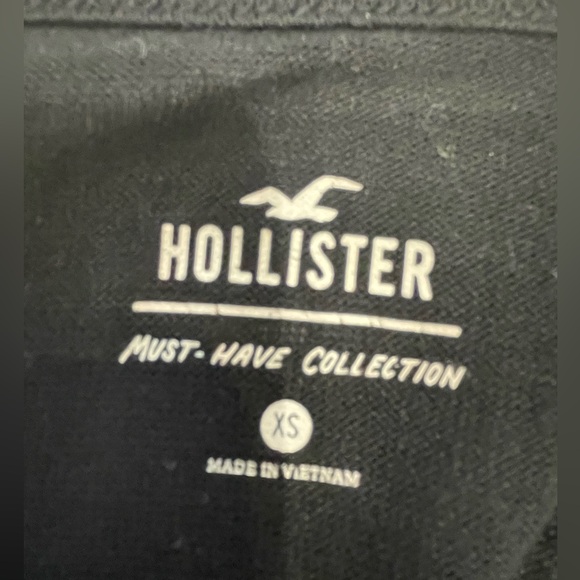 HOLLISTER
MUST-HAVE COLLECTION
XS
MADE IN VIETNAM